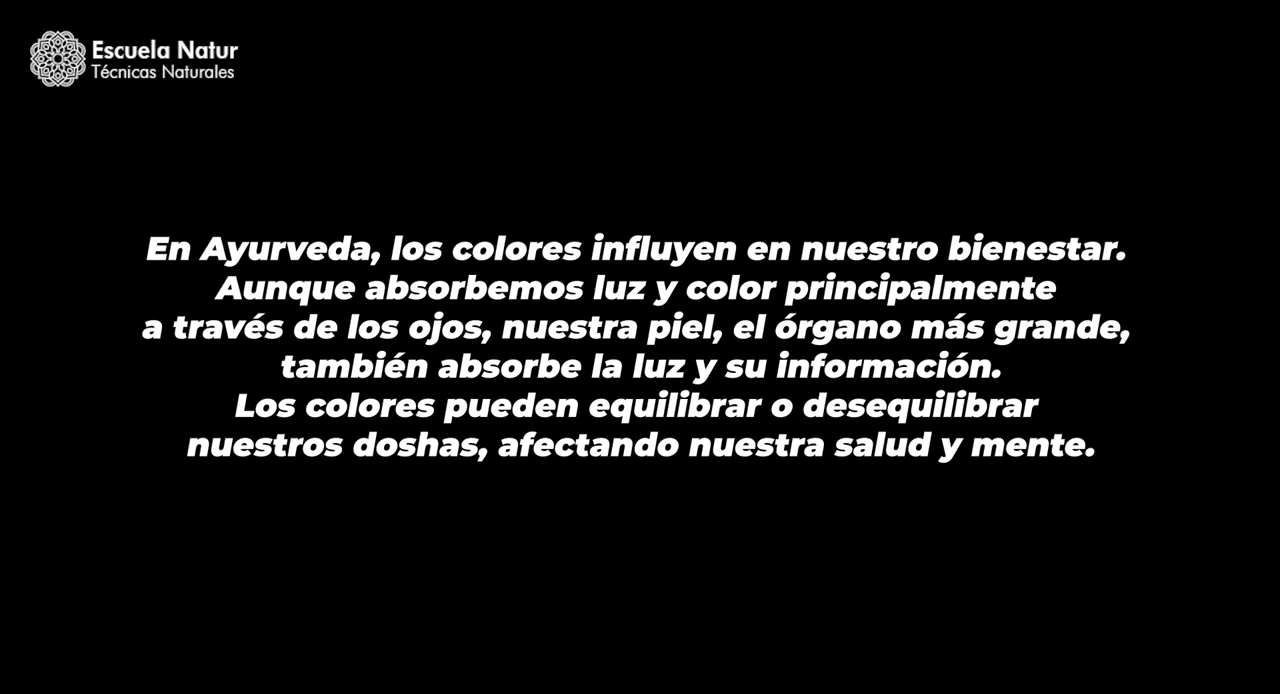 Escuela Natur
Técnicas Naturales
En Ayurveda, los colores influyen en nuestro bienestar.
Aunque absorbemos luz y color principalmente
a través de los ojos, nuestra piel, el órgano más grande,
también absorbe la luz y su información.
Los colores pueden equilibrar o desequilibrar
nuestros doshas, afectando nuestra salud y mente.